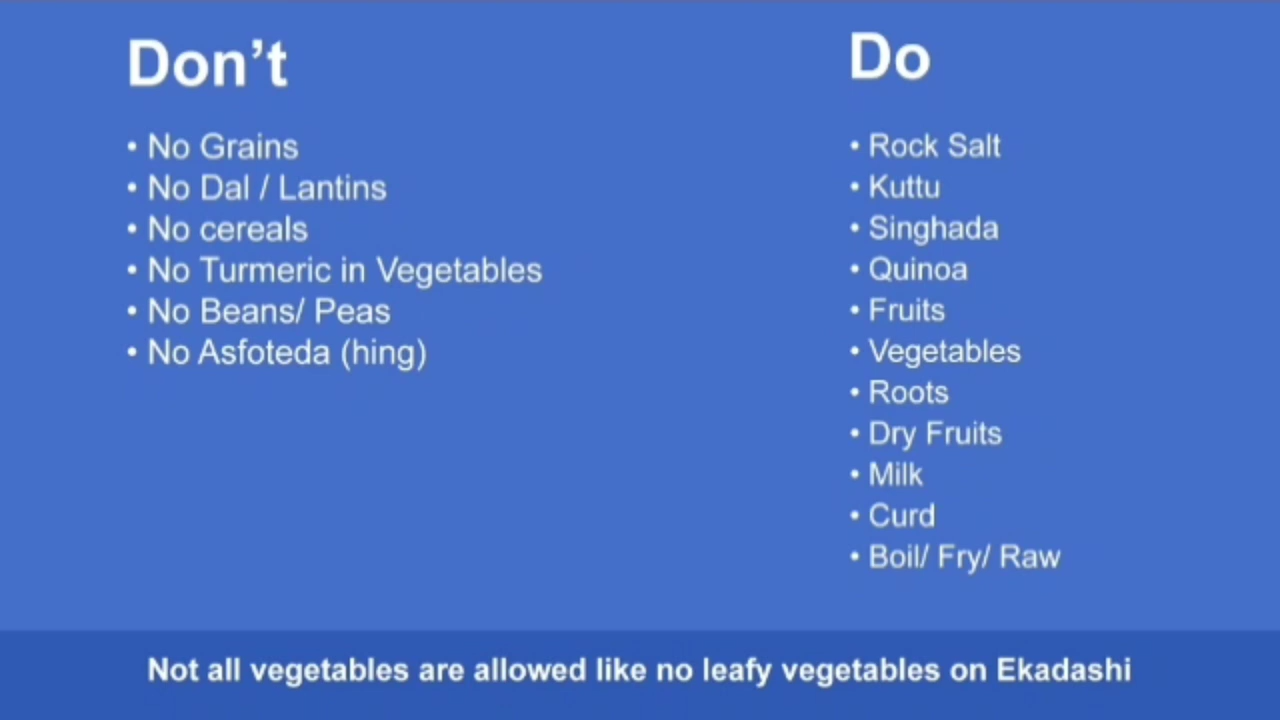 Don’t
• No Grains
• No Dal / Lantins
• No cereals
• No Turmeric in Vegetables
• No Beans/ Peas
• No Asfoteda (hing)
Do
• Rock Salt
• Kuttu
• Singhada
• Quinoa
• Fruits
• Vegetables
• Roots
• Dry Fruits
• Milk
• Curd
• Boil/ Fry/ Raw
Not all vegetables are allowed like no leafy vegetables on Ekadashi